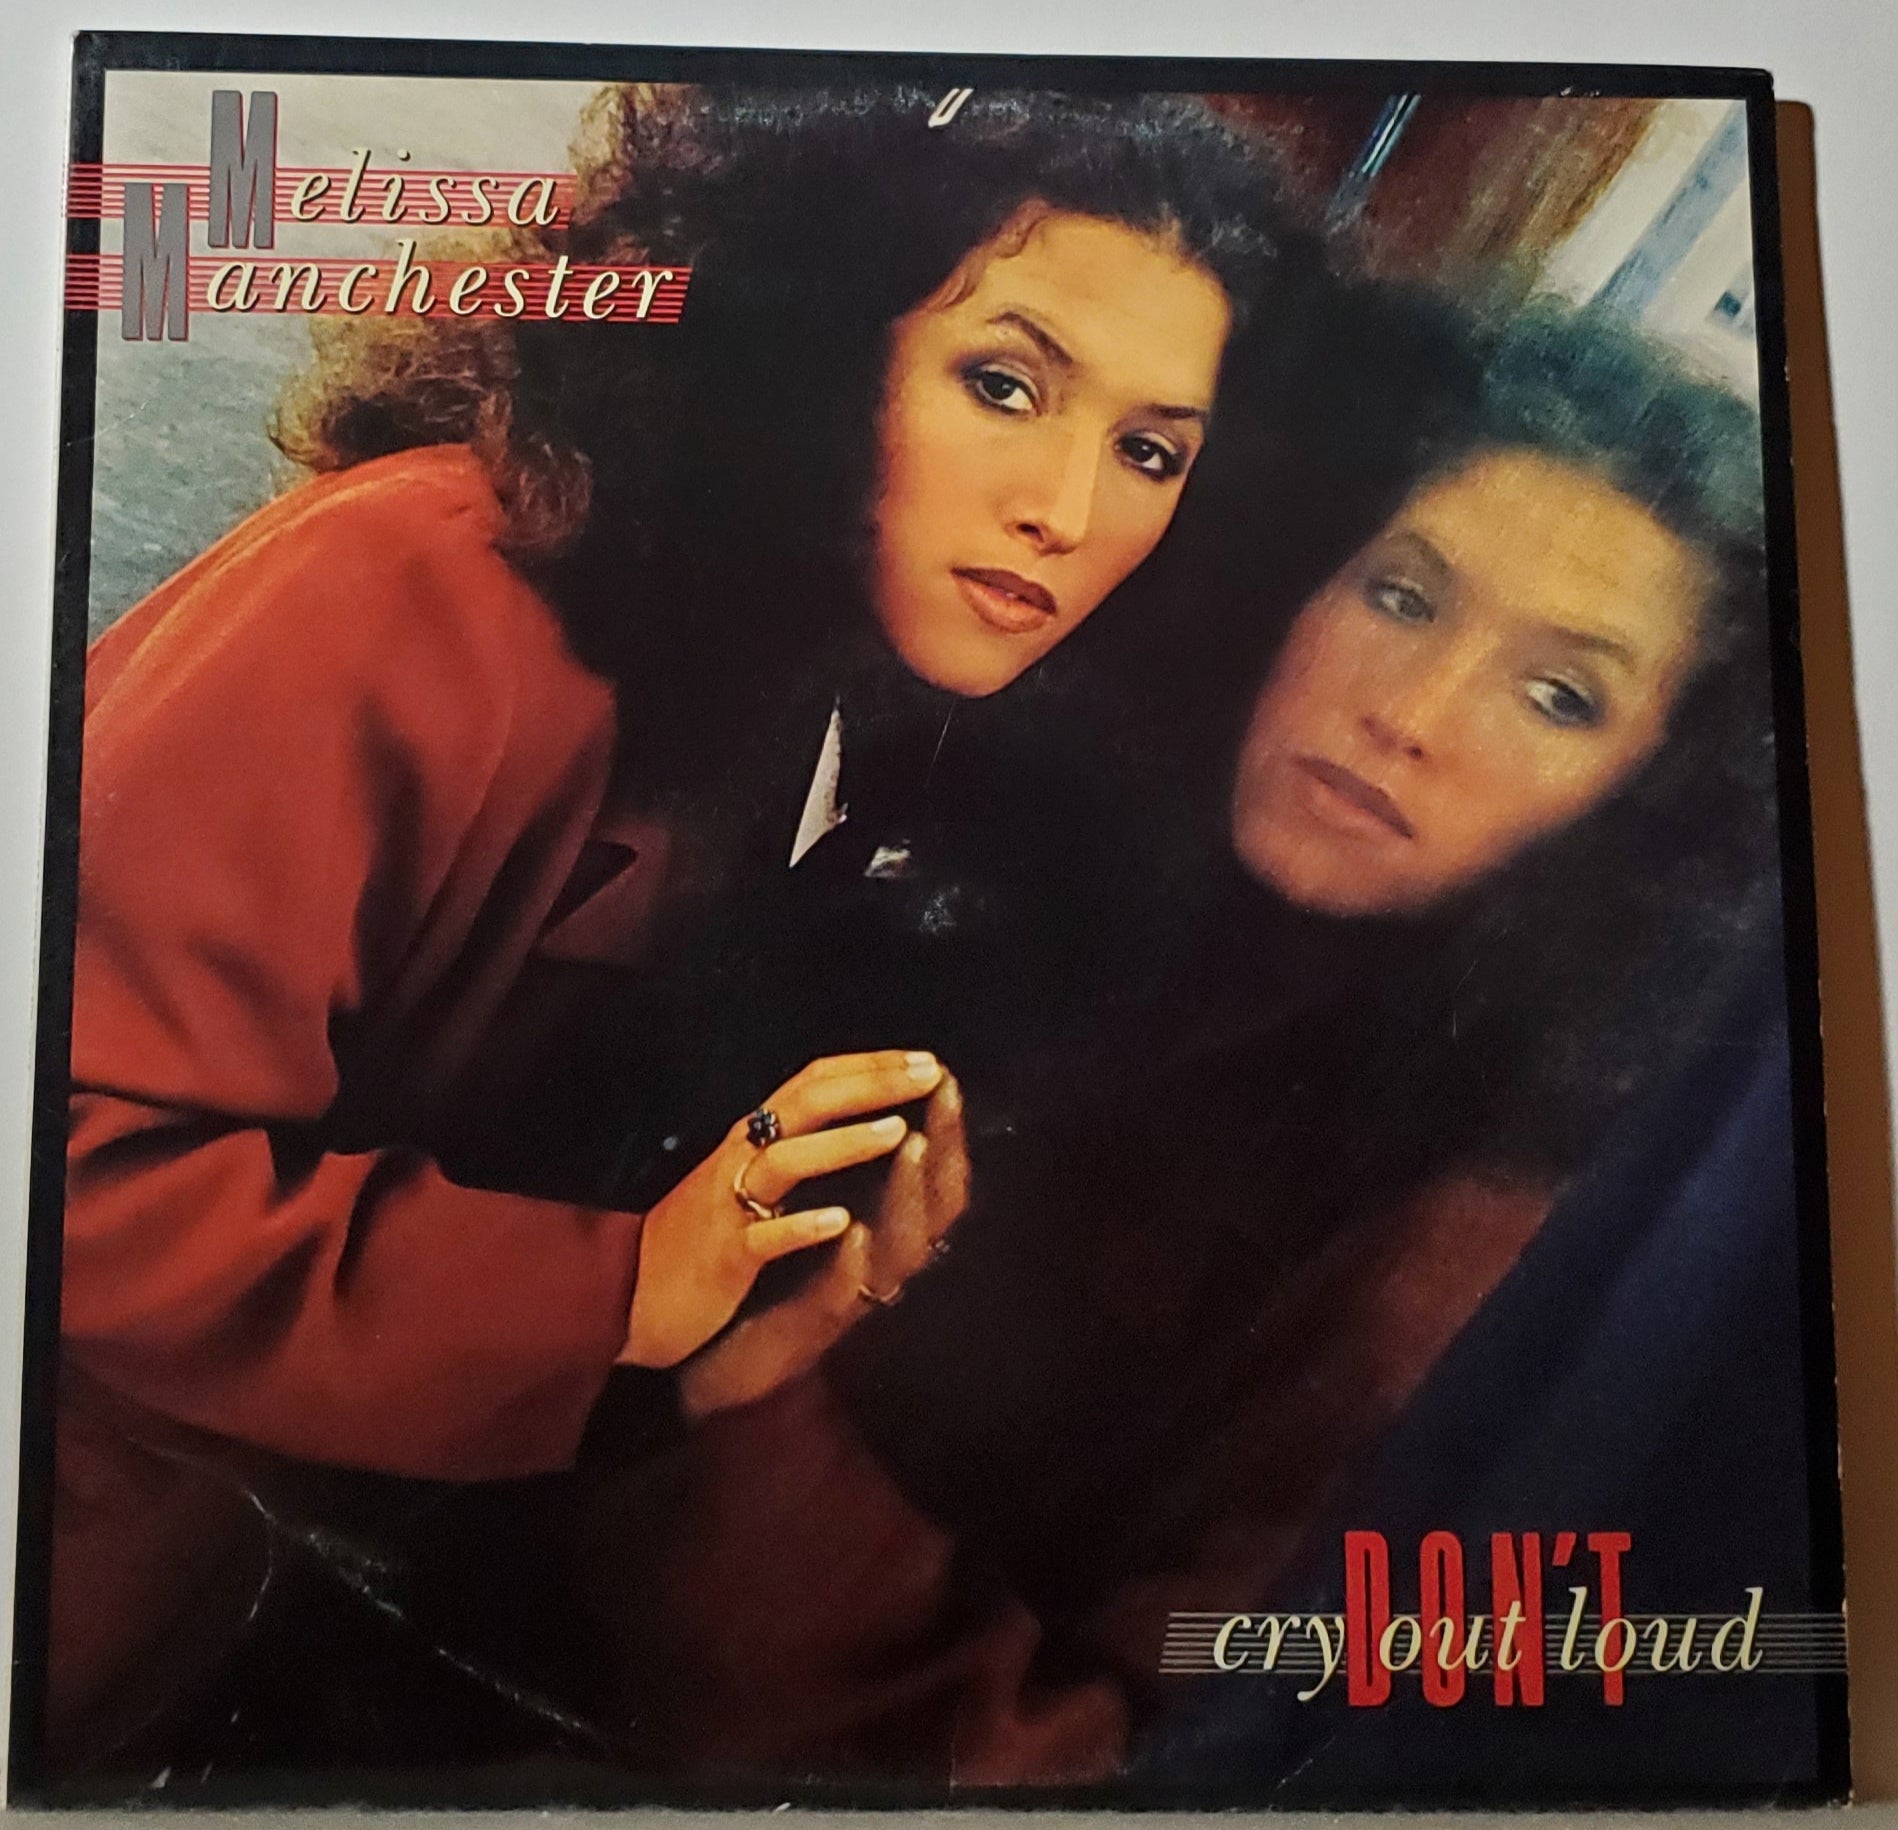 Melissa
Manchester
DON'T
cry out loud